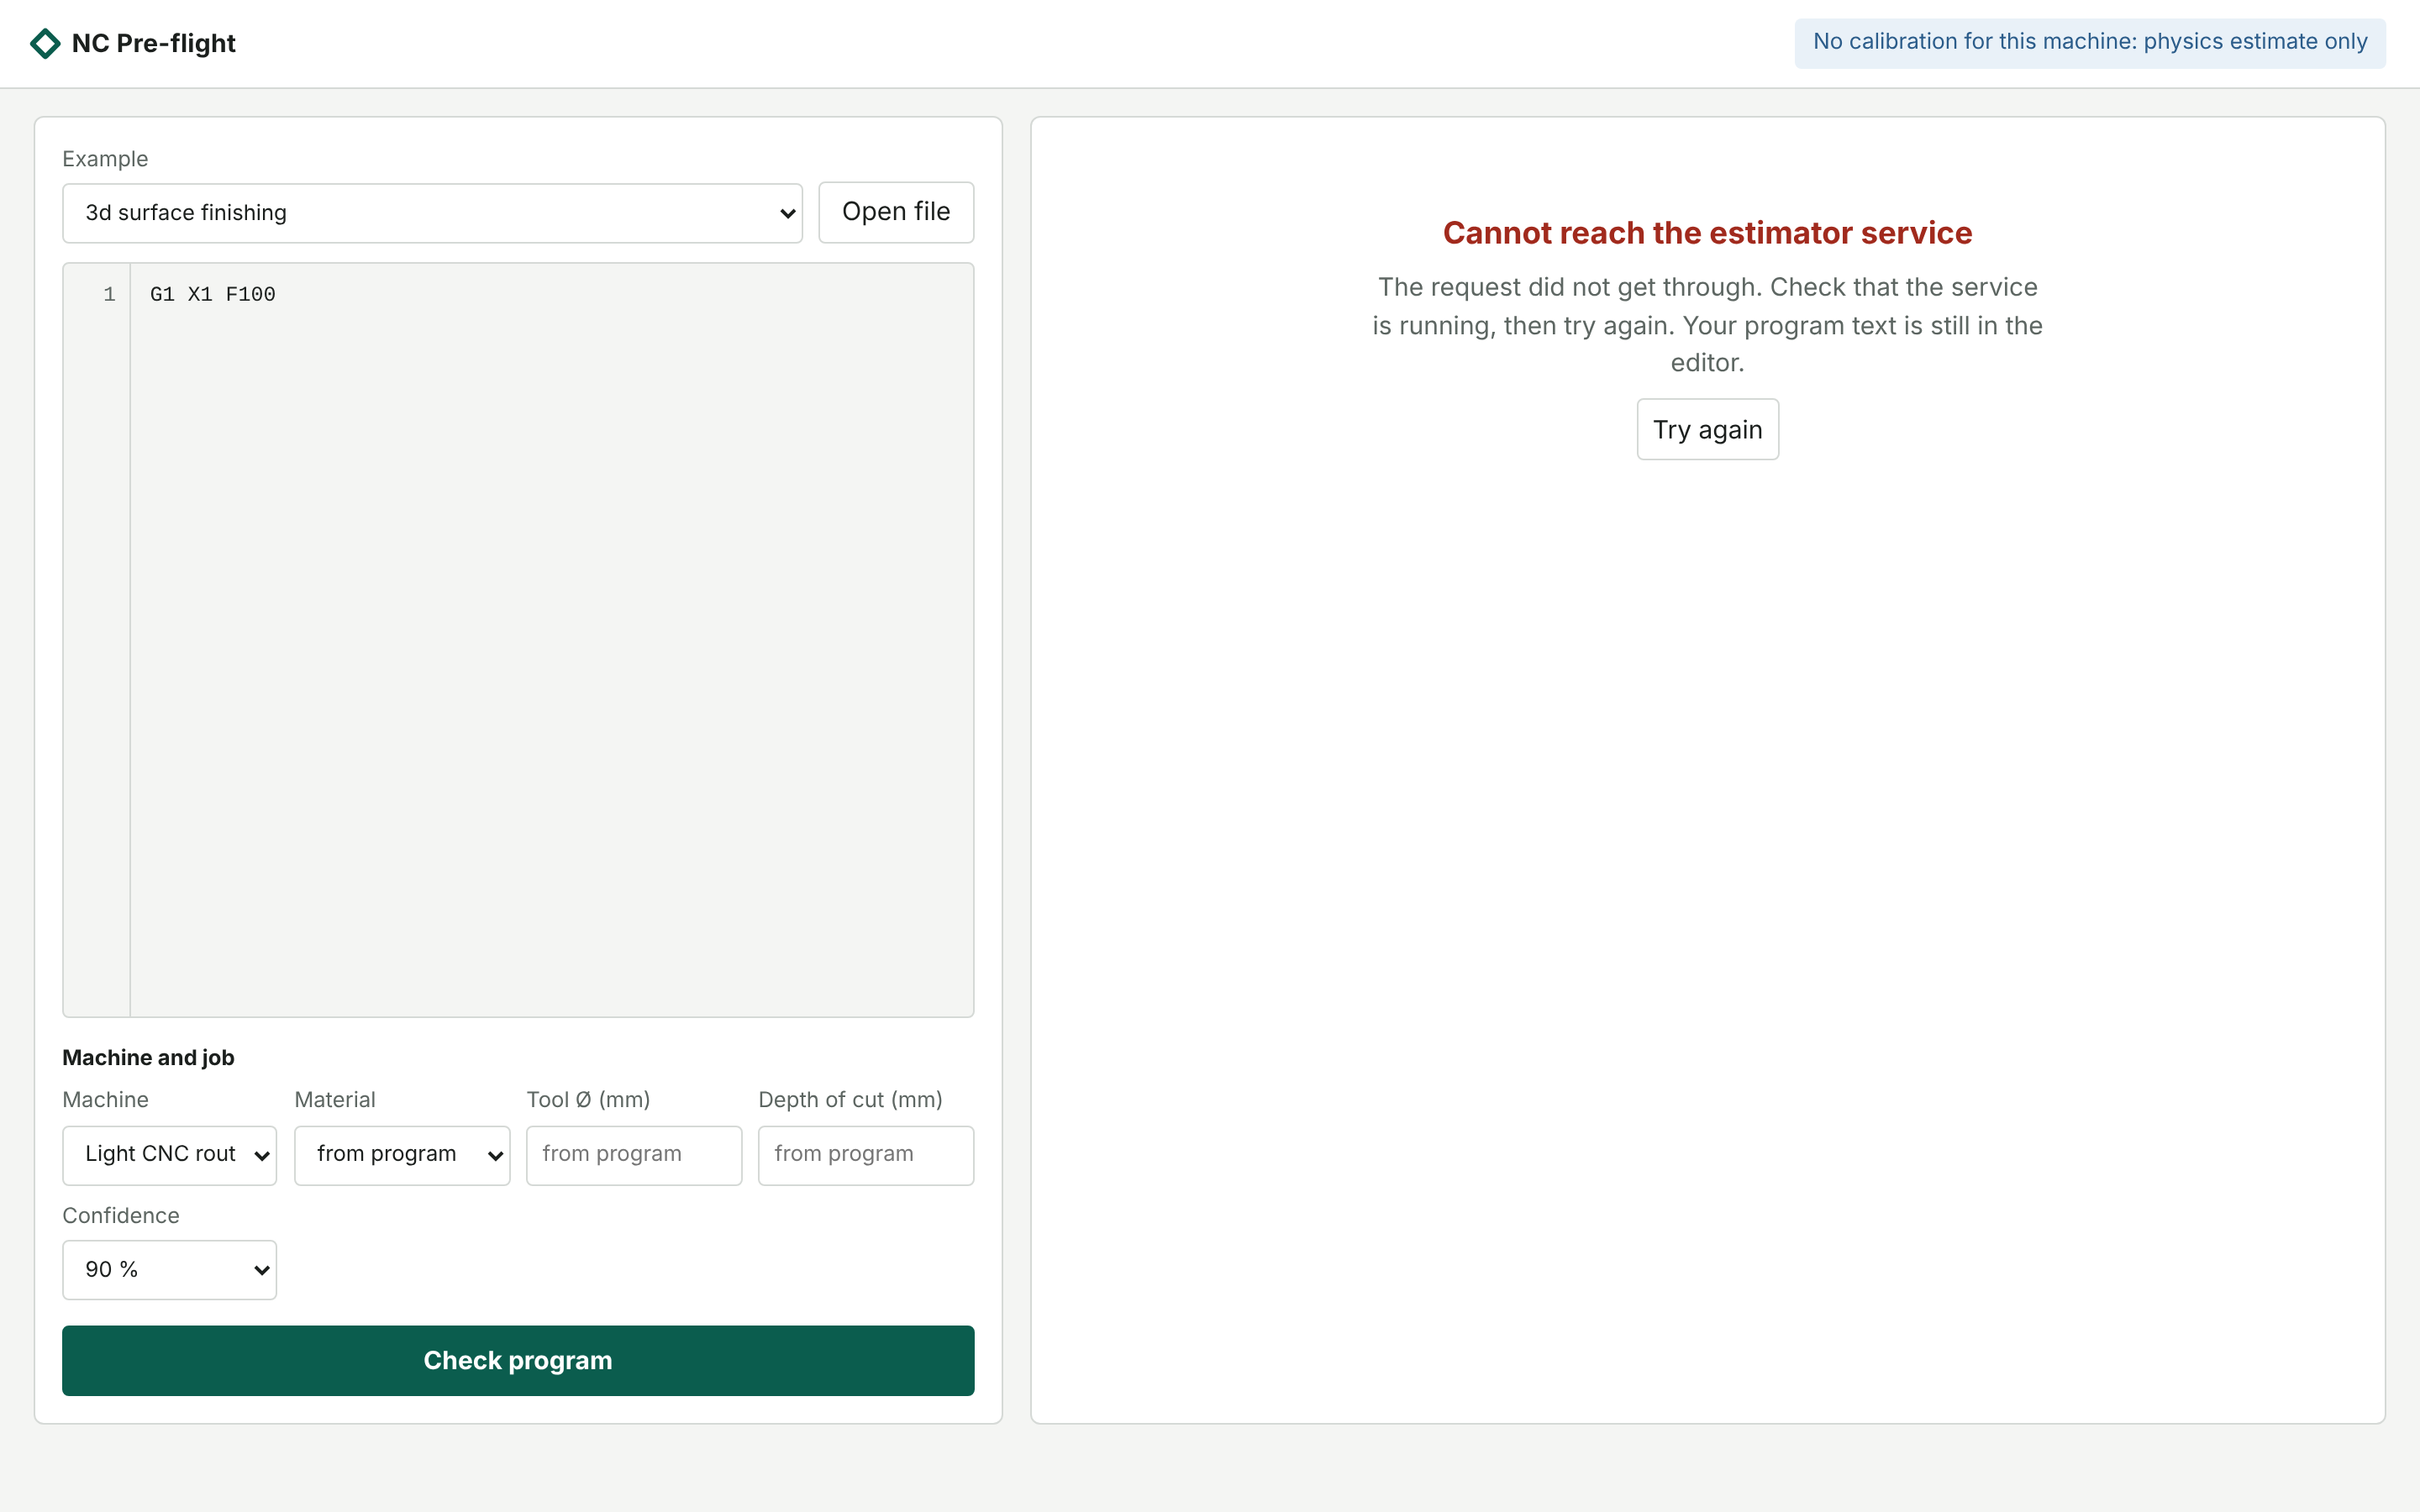 NC Pre-flight
No calibration for this machine: physics estimate only
Example
3d surface finishing
Open file
1 G1 X1 F100
Machine and job
Machine
Material
Tool Ø (mm)
Depth of cut (mm)
Light CNC rout
from program
from program
from program
Confidence
90 %
Check program
Cannot reach the estimator service
The request did not get through. Check that the service
is running, then try again. Your program text is still in the
editor.
Try again